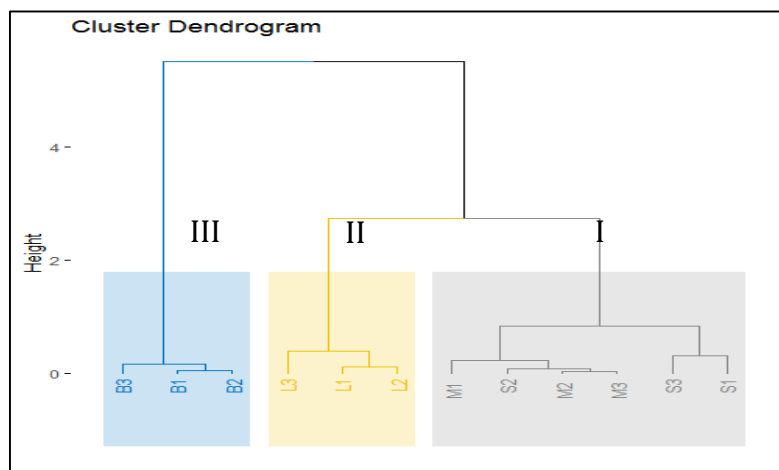 Cluster Dendrogram
4
2
0
Height
III II I
B3 B1 B2 L3 L1 L2 M1 S2 M2 M3 S3 S1